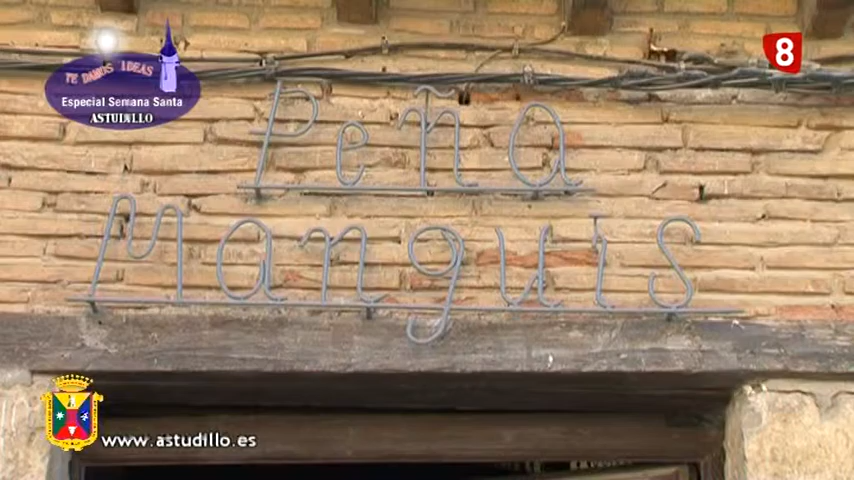 TE DAMOS IDEAS
Especial Semana Santa
ASTUDILLO
8
Peña
Manguis
www.astudillo.es